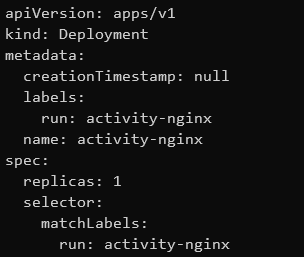 apiVersion: apps/v1
kind: Deployment
metadata:
  creationTimestamp: null
  labels:
    run: activity-nginx
  name: activity-nginx
spec:
  replicas: 1
  selector:
    matchLabels:
      run: activity-nginx